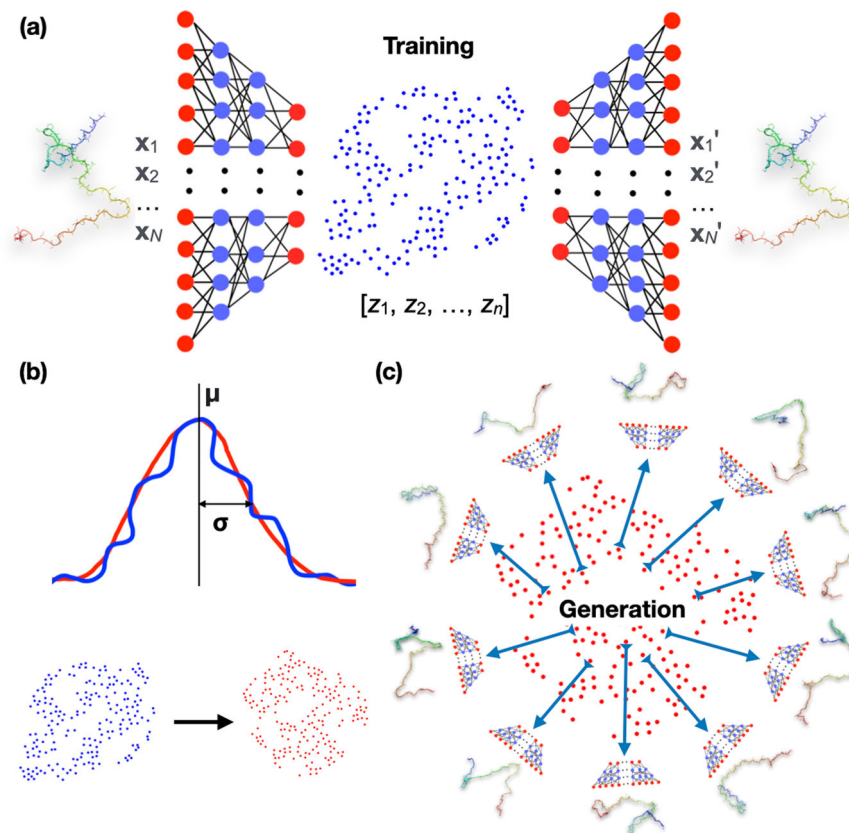 (a)
Training
x1
x2
...
xN
x1'
x2'
...
xN'
[z1, z2, ..., zn]
(b)
μ
σ
(c)
Generation